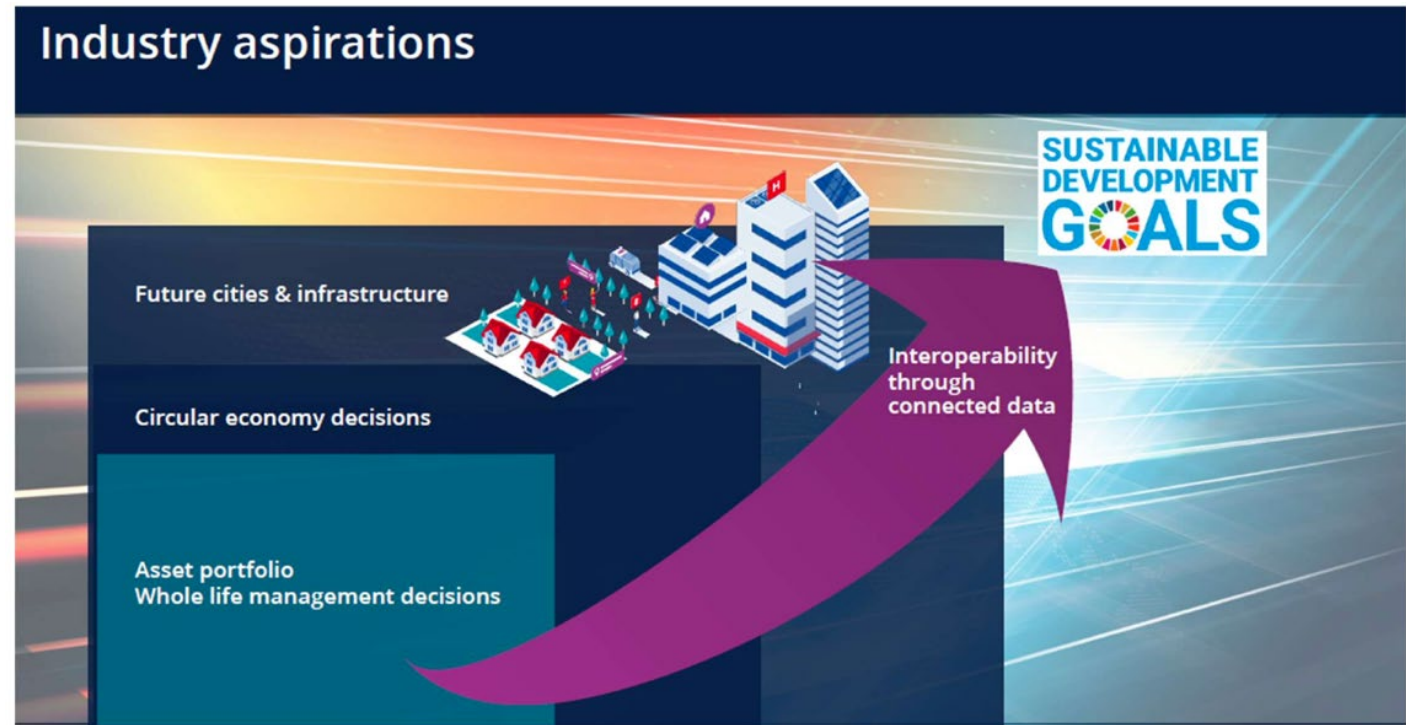 Industry aspirations
SUSTAINABLE
DEVELOPMENT
GOALS
Future cities & infrastructure
H
Interoperability
through
connected data
Circular economy decisions
Asset portfolio
Whole life management decisions